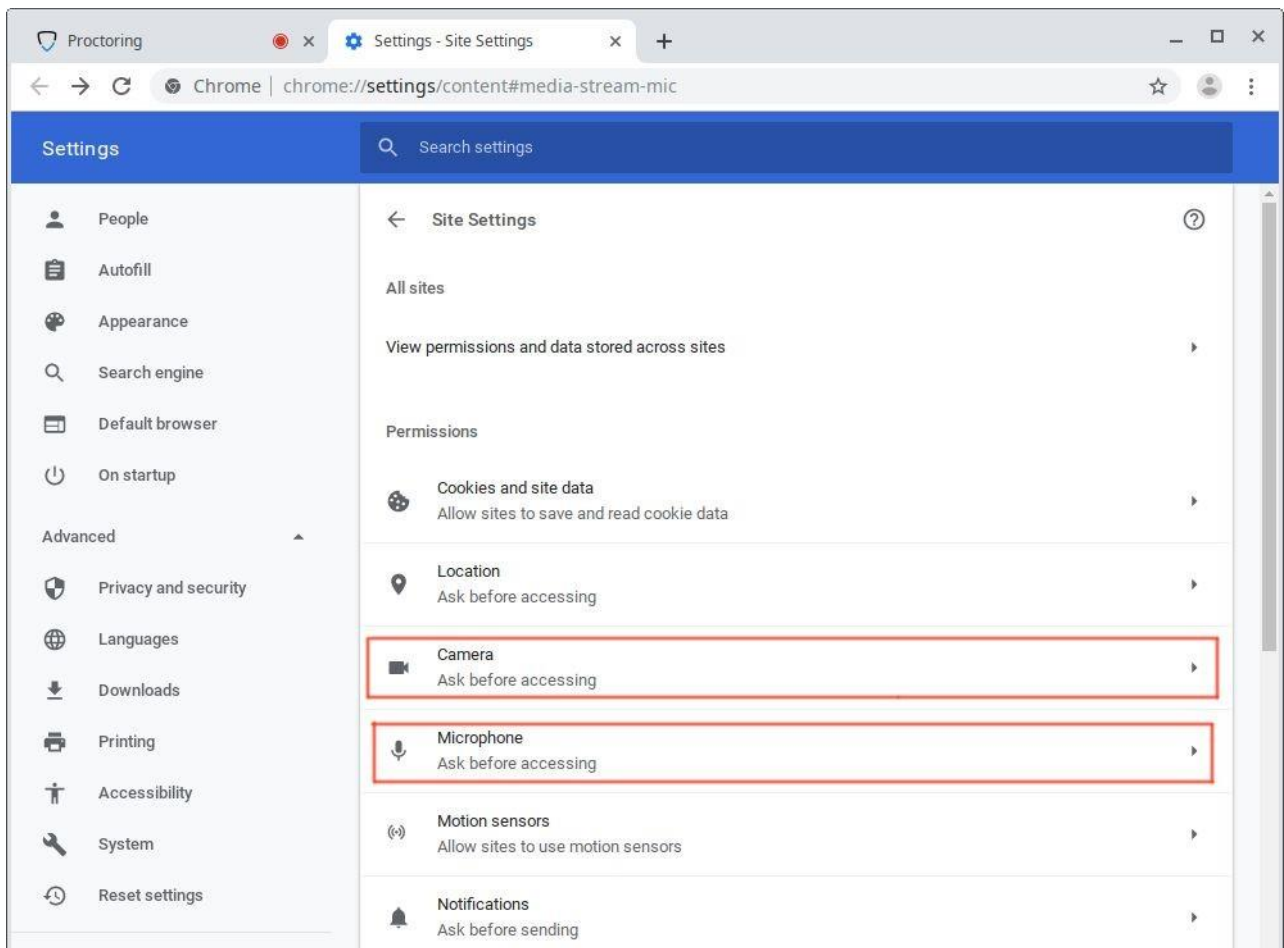 Proctoring
Settings - Site Settings
Chrome | chrome://settings/content#media-stream-mic
Settings
Search settings
People
Autofill
Appearance
Search engine
Default browser
On startup
Advanced
Privacy and security
Languages
Downloads
Printing
Accessibility
System
Reset settings
Site Settings
All sites
View permissions and data stored across sites
Permissions
Cookies and site data
Allow sites to save and read cookie data
Location
Ask before accessing
Camera
Ask before accessing
Microphone
Ask before accessing
Motion sensors
Allow sites to use motion sensors
Notifications
Ask before sending